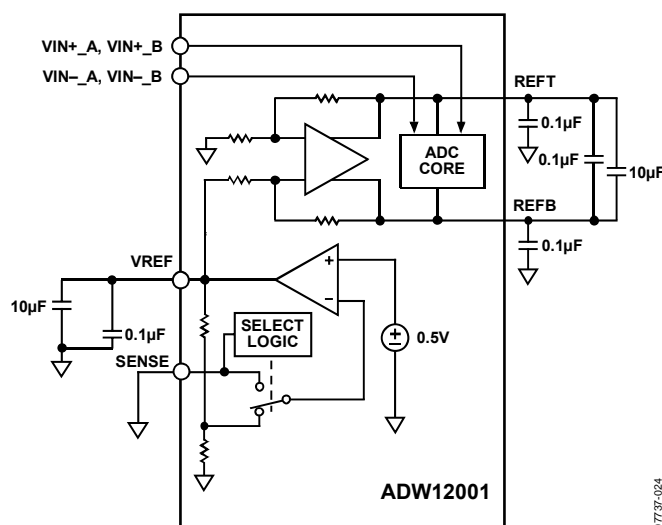 VIN+_A, VIN+_B
VIN–_A, VIN–_B
REFT
0.1µF
ADC
CORE
0.1µF
10µF
REFB
0.1µF
VREF
+
–
10µF
0.1µF
SELECT
LOGIC
+
–
0.5V
SENSE
ADW12001
07737-024